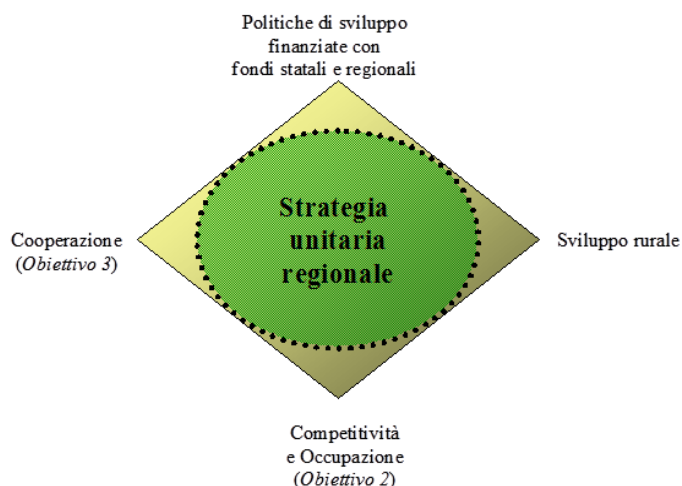 Politiche di sviluppo
finanziate con
fondi statali e regionali
Strategia
unitaria
regionale
Cooperazione
(Obiettivo 3)
Sviluppo rurale
Competitività
e Occupazione
(Obiettivo 2)